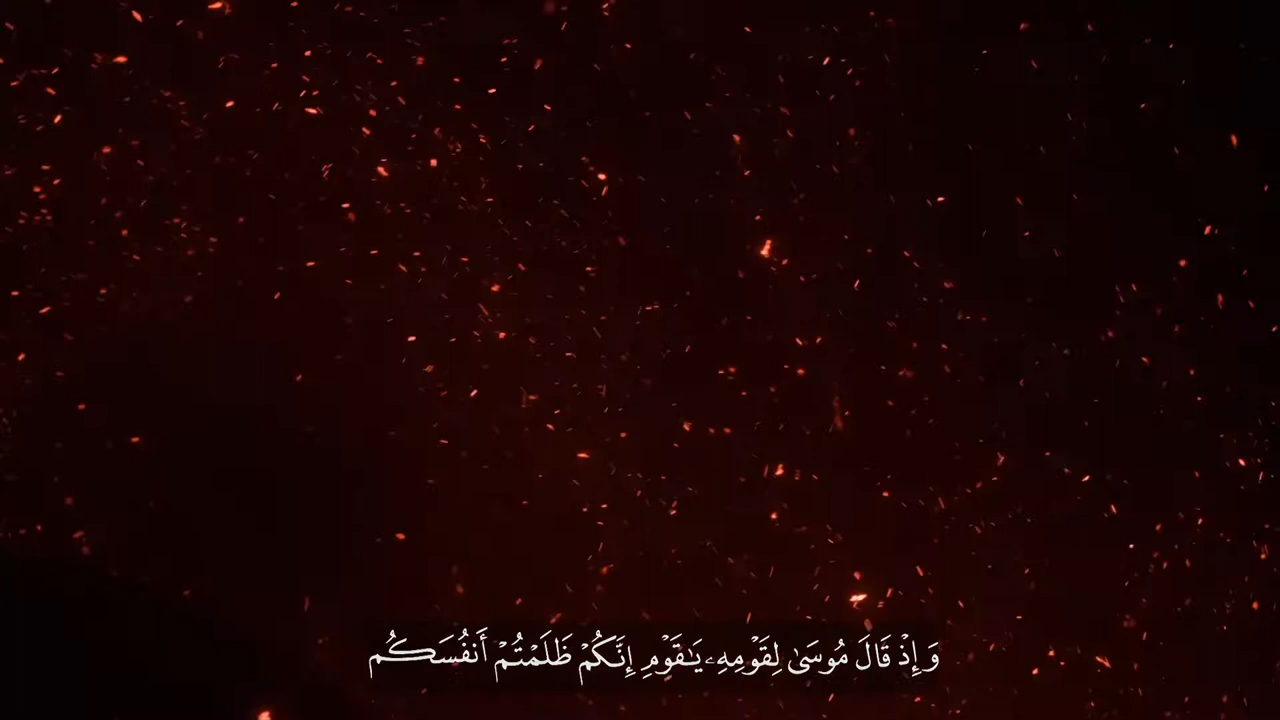 وَإِذْ قَالَ مُوسَىٰ لِقَوْمِهِۦ يَـٰقَوْمِ إِنَّكُمْ ظَلَمْتُمْ أَنفُسَكُم